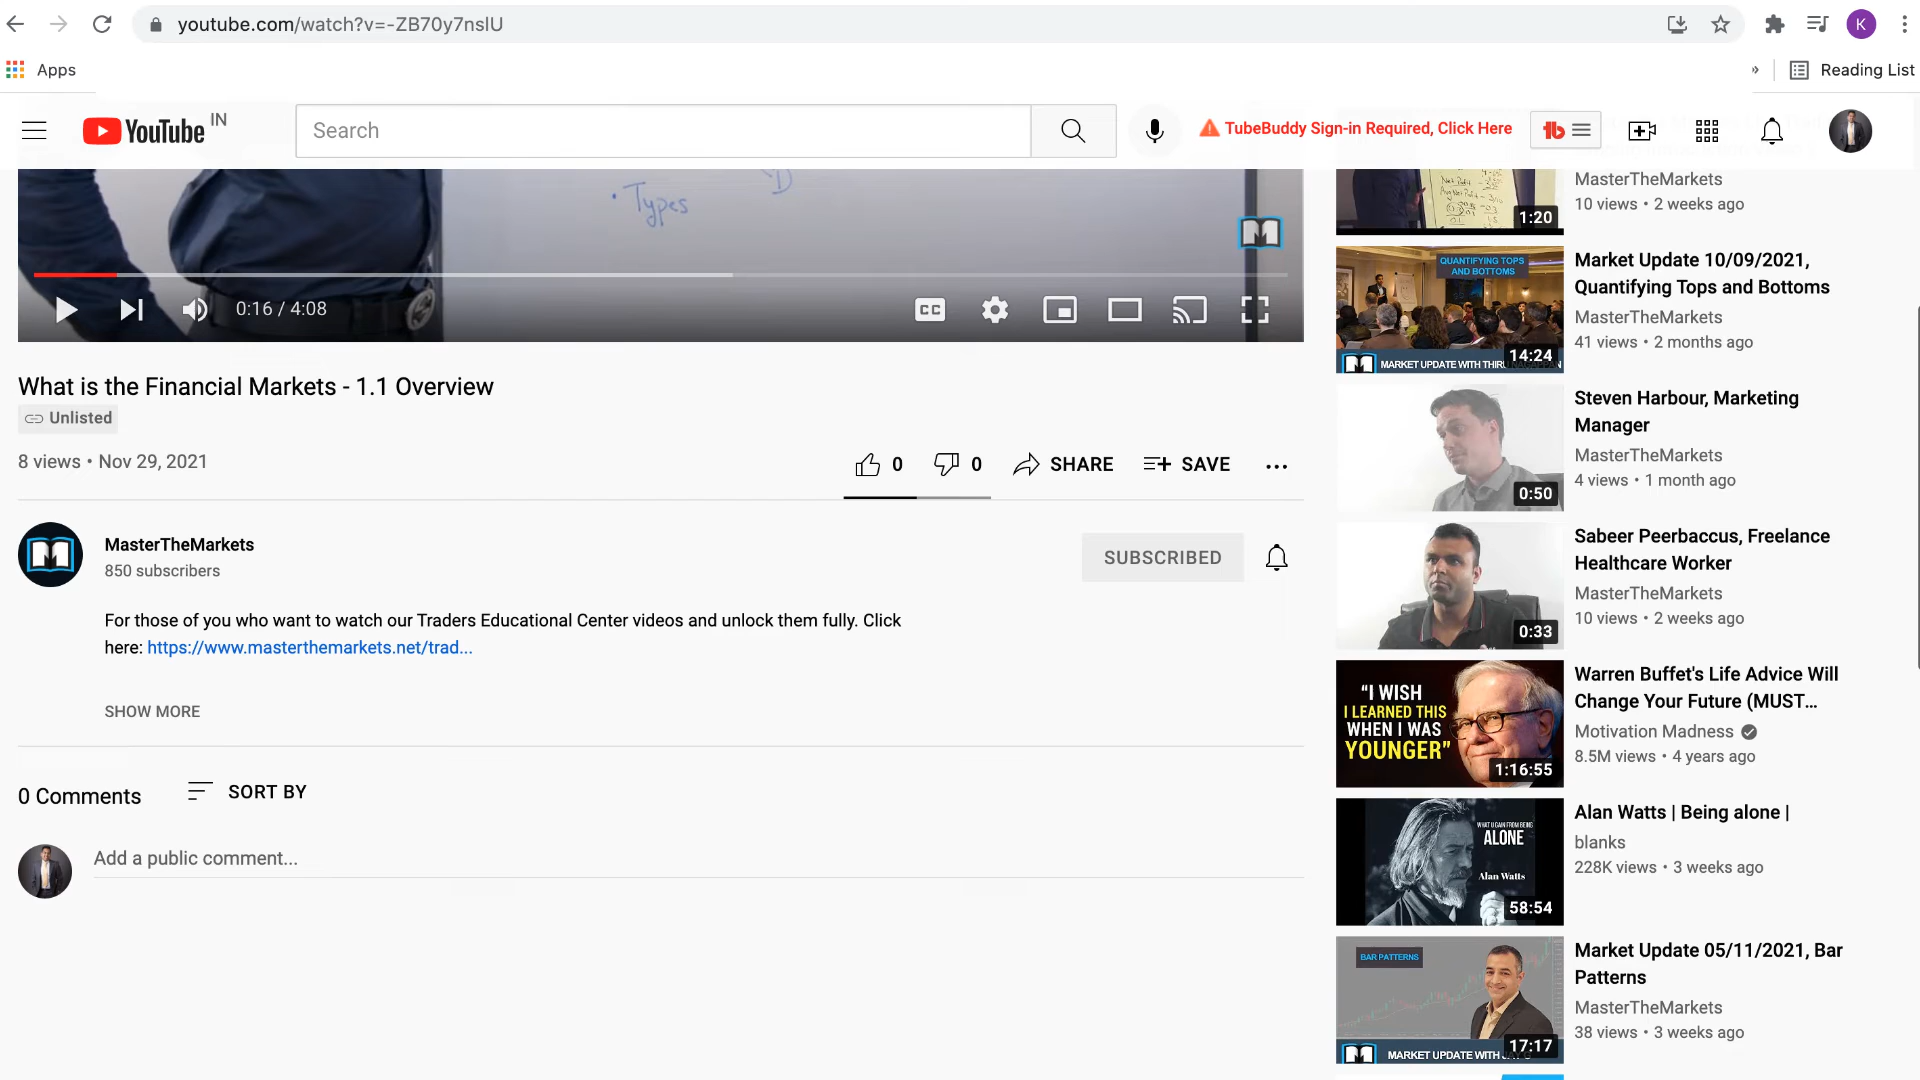 youtube.com/watch?v=-ZB70y7nslU
K
Apps
»
Reading List
YouTube IN
Search
TubeBuddy Sign-in Required, Click Here
tb
• Types
D
0:16 / 4:08
CC
What is the Financial Markets - 1.1 Overview
Unlisted
8 views • Nov 29, 2021
0
0
SHARE
SAVE
...
MasterTheMarkets
850 subscribers
SUBSCRIBED
For those of you who want to watch our Traders Educational Center videos and unlock them fully. Click
here: https://www.masterthemarkets.net/trad...
SHOW MORE
0 Comments
SORT BY
Add a public comment...
Net Profit
1:20
MasterTheMarkets
10 views • 2 weeks ago
QUANTIFYING TOPS
AND BOTTOMS
14:24
MARKET UPDATE WITH
Market Update 10/09/2021,
Quantifying Tops and Bottoms
MasterTheMarkets
41 views • 2 months ago
0:50
Steven Harbour, Marketing
Manager
MasterTheMarkets
4 views • 1 month ago
0:33
Sabeer Peerbaccus, Freelance
Healthcare Worker
MasterTheMarkets
10 views • 2 weeks ago
“I WISH
I LEARNED THIS
WHEN I WAS
YOUNGER”
1:16:55
Warren Buffet's Life Advice Will
Change Your Future (MUST...
Motivation Madness
8.5M views • 4 years ago
WHAT U GAIN FROM BEING
ALONE
Alan Watts
58:54
Alan Watts | Being alone |
blanks
228K views • 3 weeks ago
BAR PATTERNS
17:17
MARKET UPDATE WITH
Market Update 05/11/2021, Bar
Patterns
MasterTheMarkets
38 views • 3 weeks ago